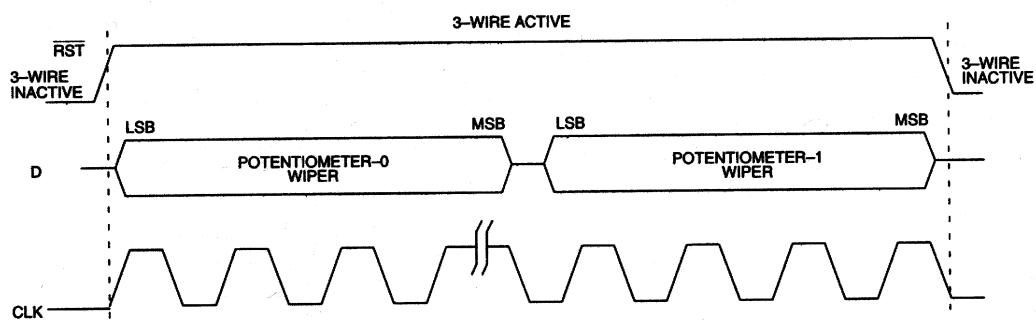 3–WIRE ACTIVE
RST
3–WIRE
INACTIVE
3–WIRE
INACTIVE
LSB
MSB
LSB
MSB
D
POTENTIOMETER–0
WIPER
POTENTIOMETER–1
WIPER
CLK